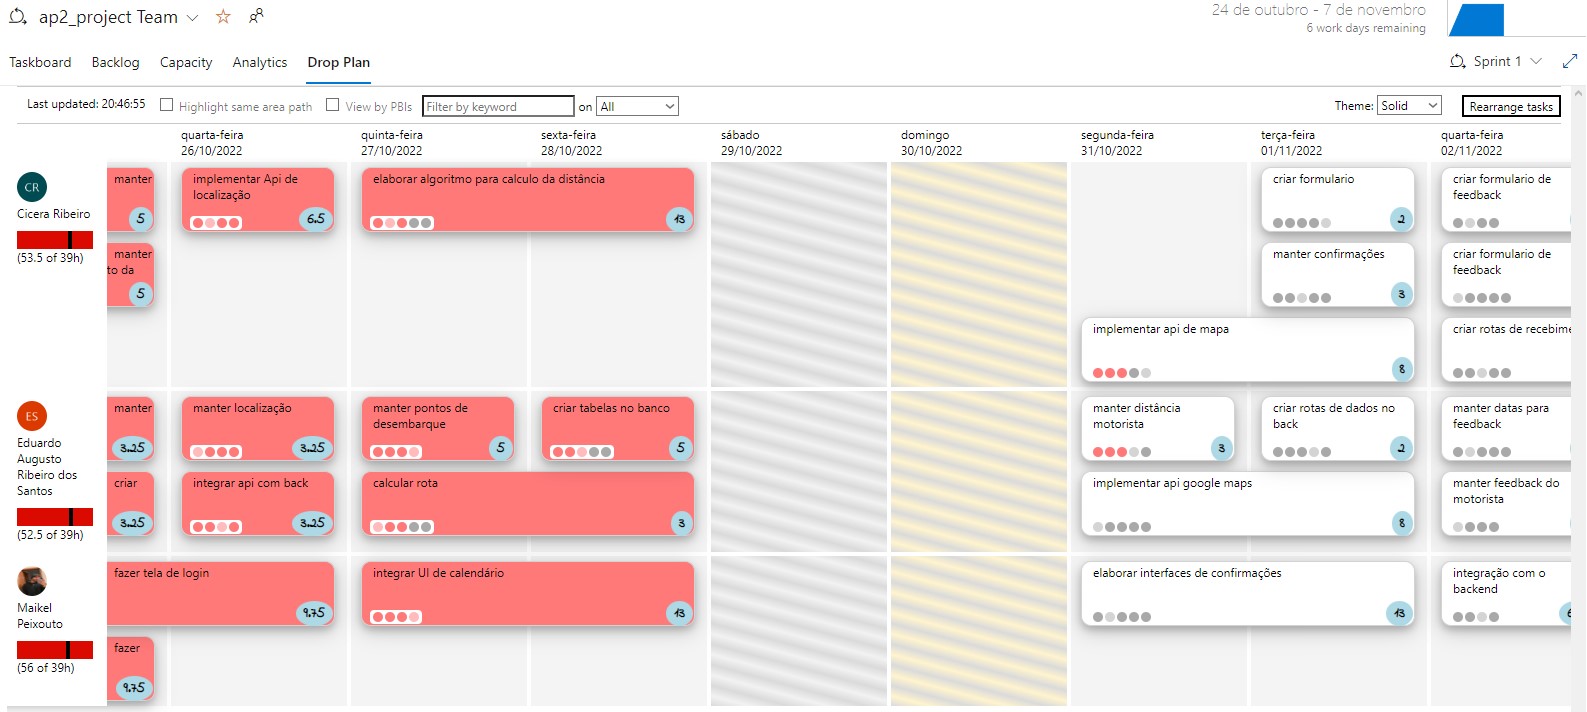 ap2_project Team
24 de outubro - 7 de novembro
6 work days remaining
Taskboard Backlog Capacity Analytics Drop Plan
Sprint 1
Last updated: 20:46:55 Highlight same area path View by PBIs Filter by keyword on All Theme: Solid Rearrange tasks
quarta-feira quinta-feira sexta-feira sábado domingo segunda-feira terça-feira quarta-feira
26/10/2022 27/10/2022 28/10/2022 29/10/2022 30/10/2022 31/10/2022 01/11/2022 02/11/2022
CR
Cicera Ribeiro
(53.5 of 39h)
manter
5
implementar Api de
localização
6.5
elaborar algoritmo para calculo da distância
13
criar formulario
2
criar formulario de
feedback
manter
to da
5
manter confirmações
3
criar formulario de
feedback
implementar api de mapa
8
criar rotas de recebime
ES
Eduardo
Augusto
Ribeiro dos
Santos
(52.5 of 39h)
manter
3.25
manter localização
3.25
manter pontos de
desembarque
5
criar tabelas no banco
5
manter distância
motorista
3
criar rotas de dados no
back
2
manter datas para
feedback
criar
3.25
integrar api com back
3.25
calcular rota
3
implementar api google maps
8
manter feedback do
motorista
Maikel
Peixouto
(56 of 39h)
fazer tela de login
9.75
integrar UI de calendário
13
elaborar interfaces de confirmações
13
integração com o
backend
fazer
9.75